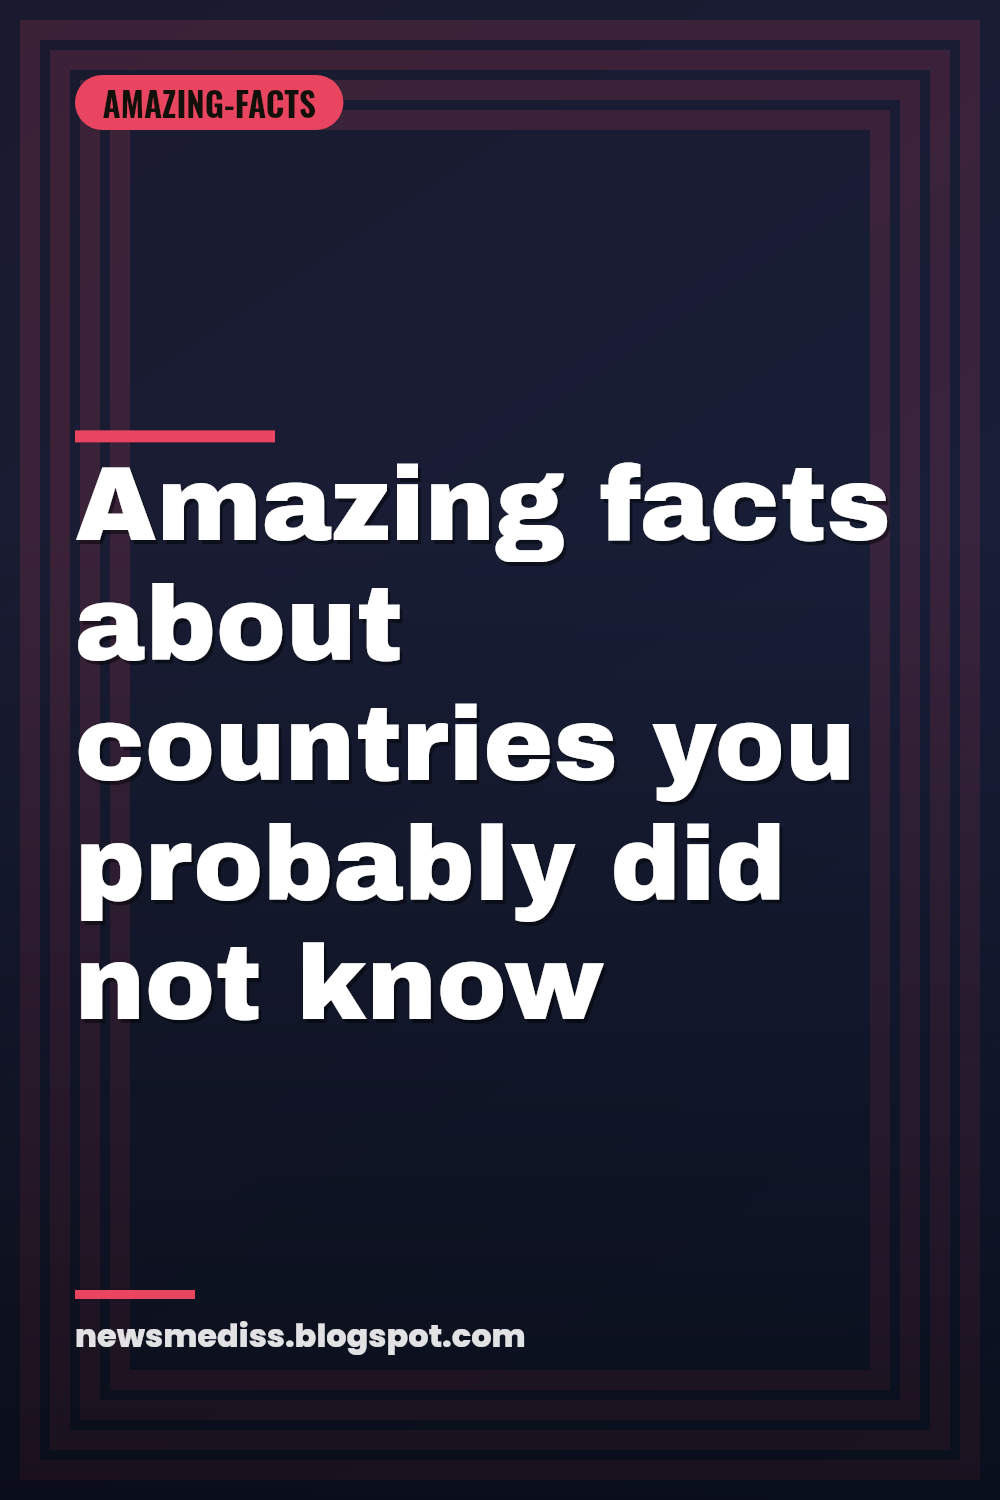 AMAZING-FACTS
Amazing facts
about
countries you
probably did
not know
newsmediss.blogspot.com